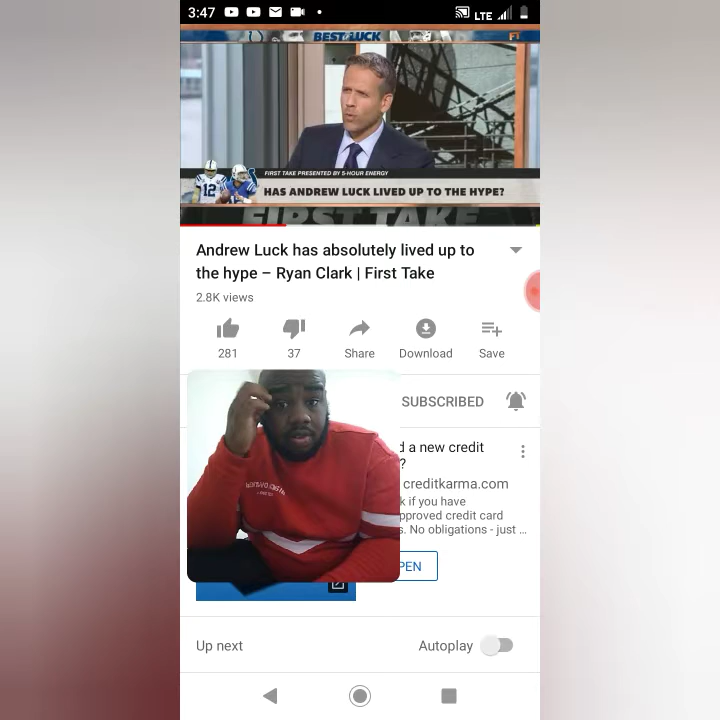 3:47
LTE
BEST LUCK
FT
FIRST TAKE PRESENTED BY 5-HOUR ENERGY
12
HAS ANDREW LUCK LIVED UP TO THE HYPE?
FIRST TAKE
Andrew Luck has absolutely lived up to
the hype – Ryan Clark | First Take
2.8K views
281
37
Share
Download
Save
SUBSCRIBED
d a new credit
?
creditkarma.com
k if you have
pproved credit card
s. No obligations - just ...
PEN
Up next
Autoplay